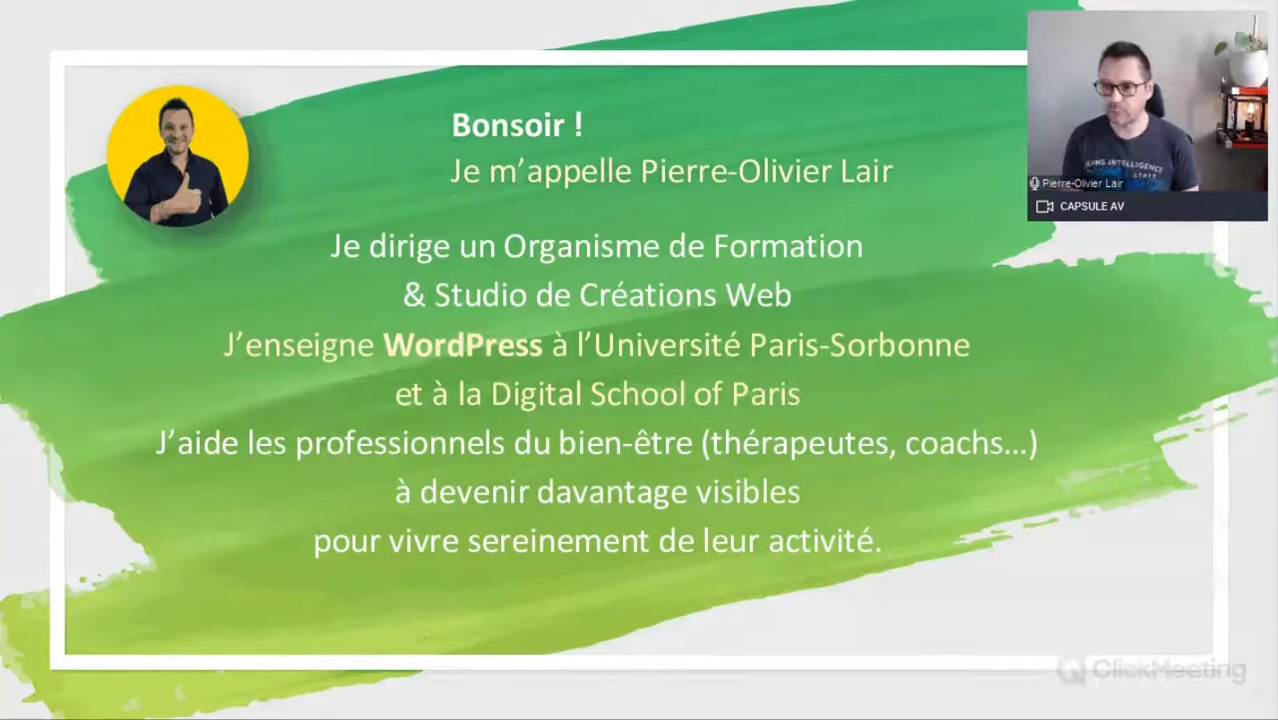 Bonsoir !
Je m’appelle Pierre-Olivier Lair
Je dirige un Organisme de Formation
& Studio de Créations Web
J’enseigne WordPress à l’Université Paris-Sorbonne
et à la Digital School of Paris
J’aide les professionnels du bien-être (thérapeutes, coachs…)
à devenir davantage visibles
pour vivre sereinement de leur activité.
INTELLIGENCE
STATE
Pierre-Olivier Lair
CAPSULE AV
ClickMeeting